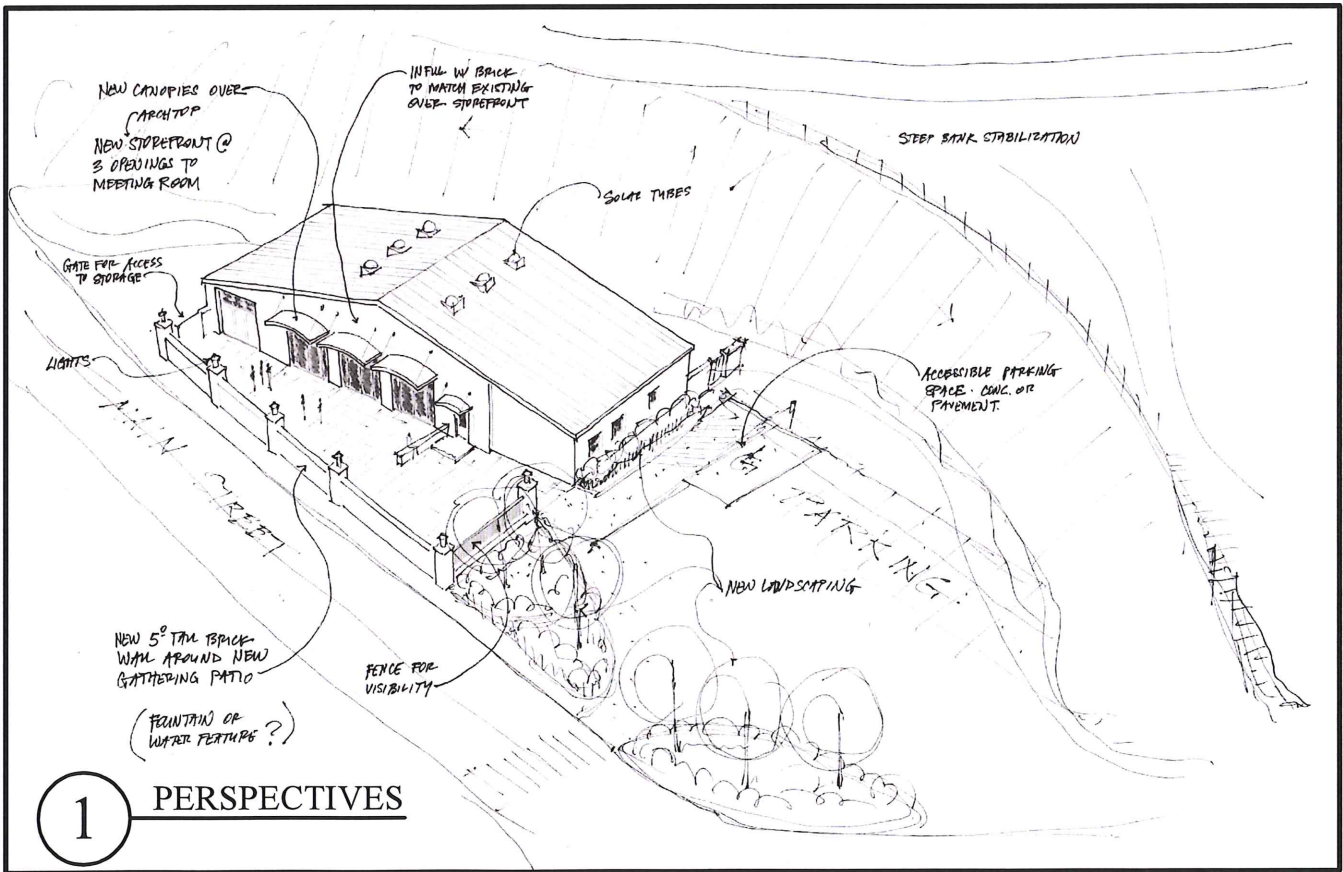 NEW CANOPIES OVER
ARCHTOP
NEW STOREFRONT @
3 OPENINGS TO
MEETING ROOM
INFILL W/ BRICK
TO MATCH EXISTING
OVER STOREFRONT
STEEP BANK STABILIZATION
SOLAR TUBES
GATE FOR ACCESS
TO STORAGE
LIGHTS
MAIN STREET
ACCESSIBLE PARKING
SPACE. CONC. OR
PAVEMENT.
PARKING
NEW LANDSCAPING
NEW 5⁰ TALL BRICK
WALL AROUND NEW
GATHERING PATIO
(FOUNTAIN OR
WATER FEATURE?)
FENCE FOR
VISIBILITY
1 PERSPECTIVES